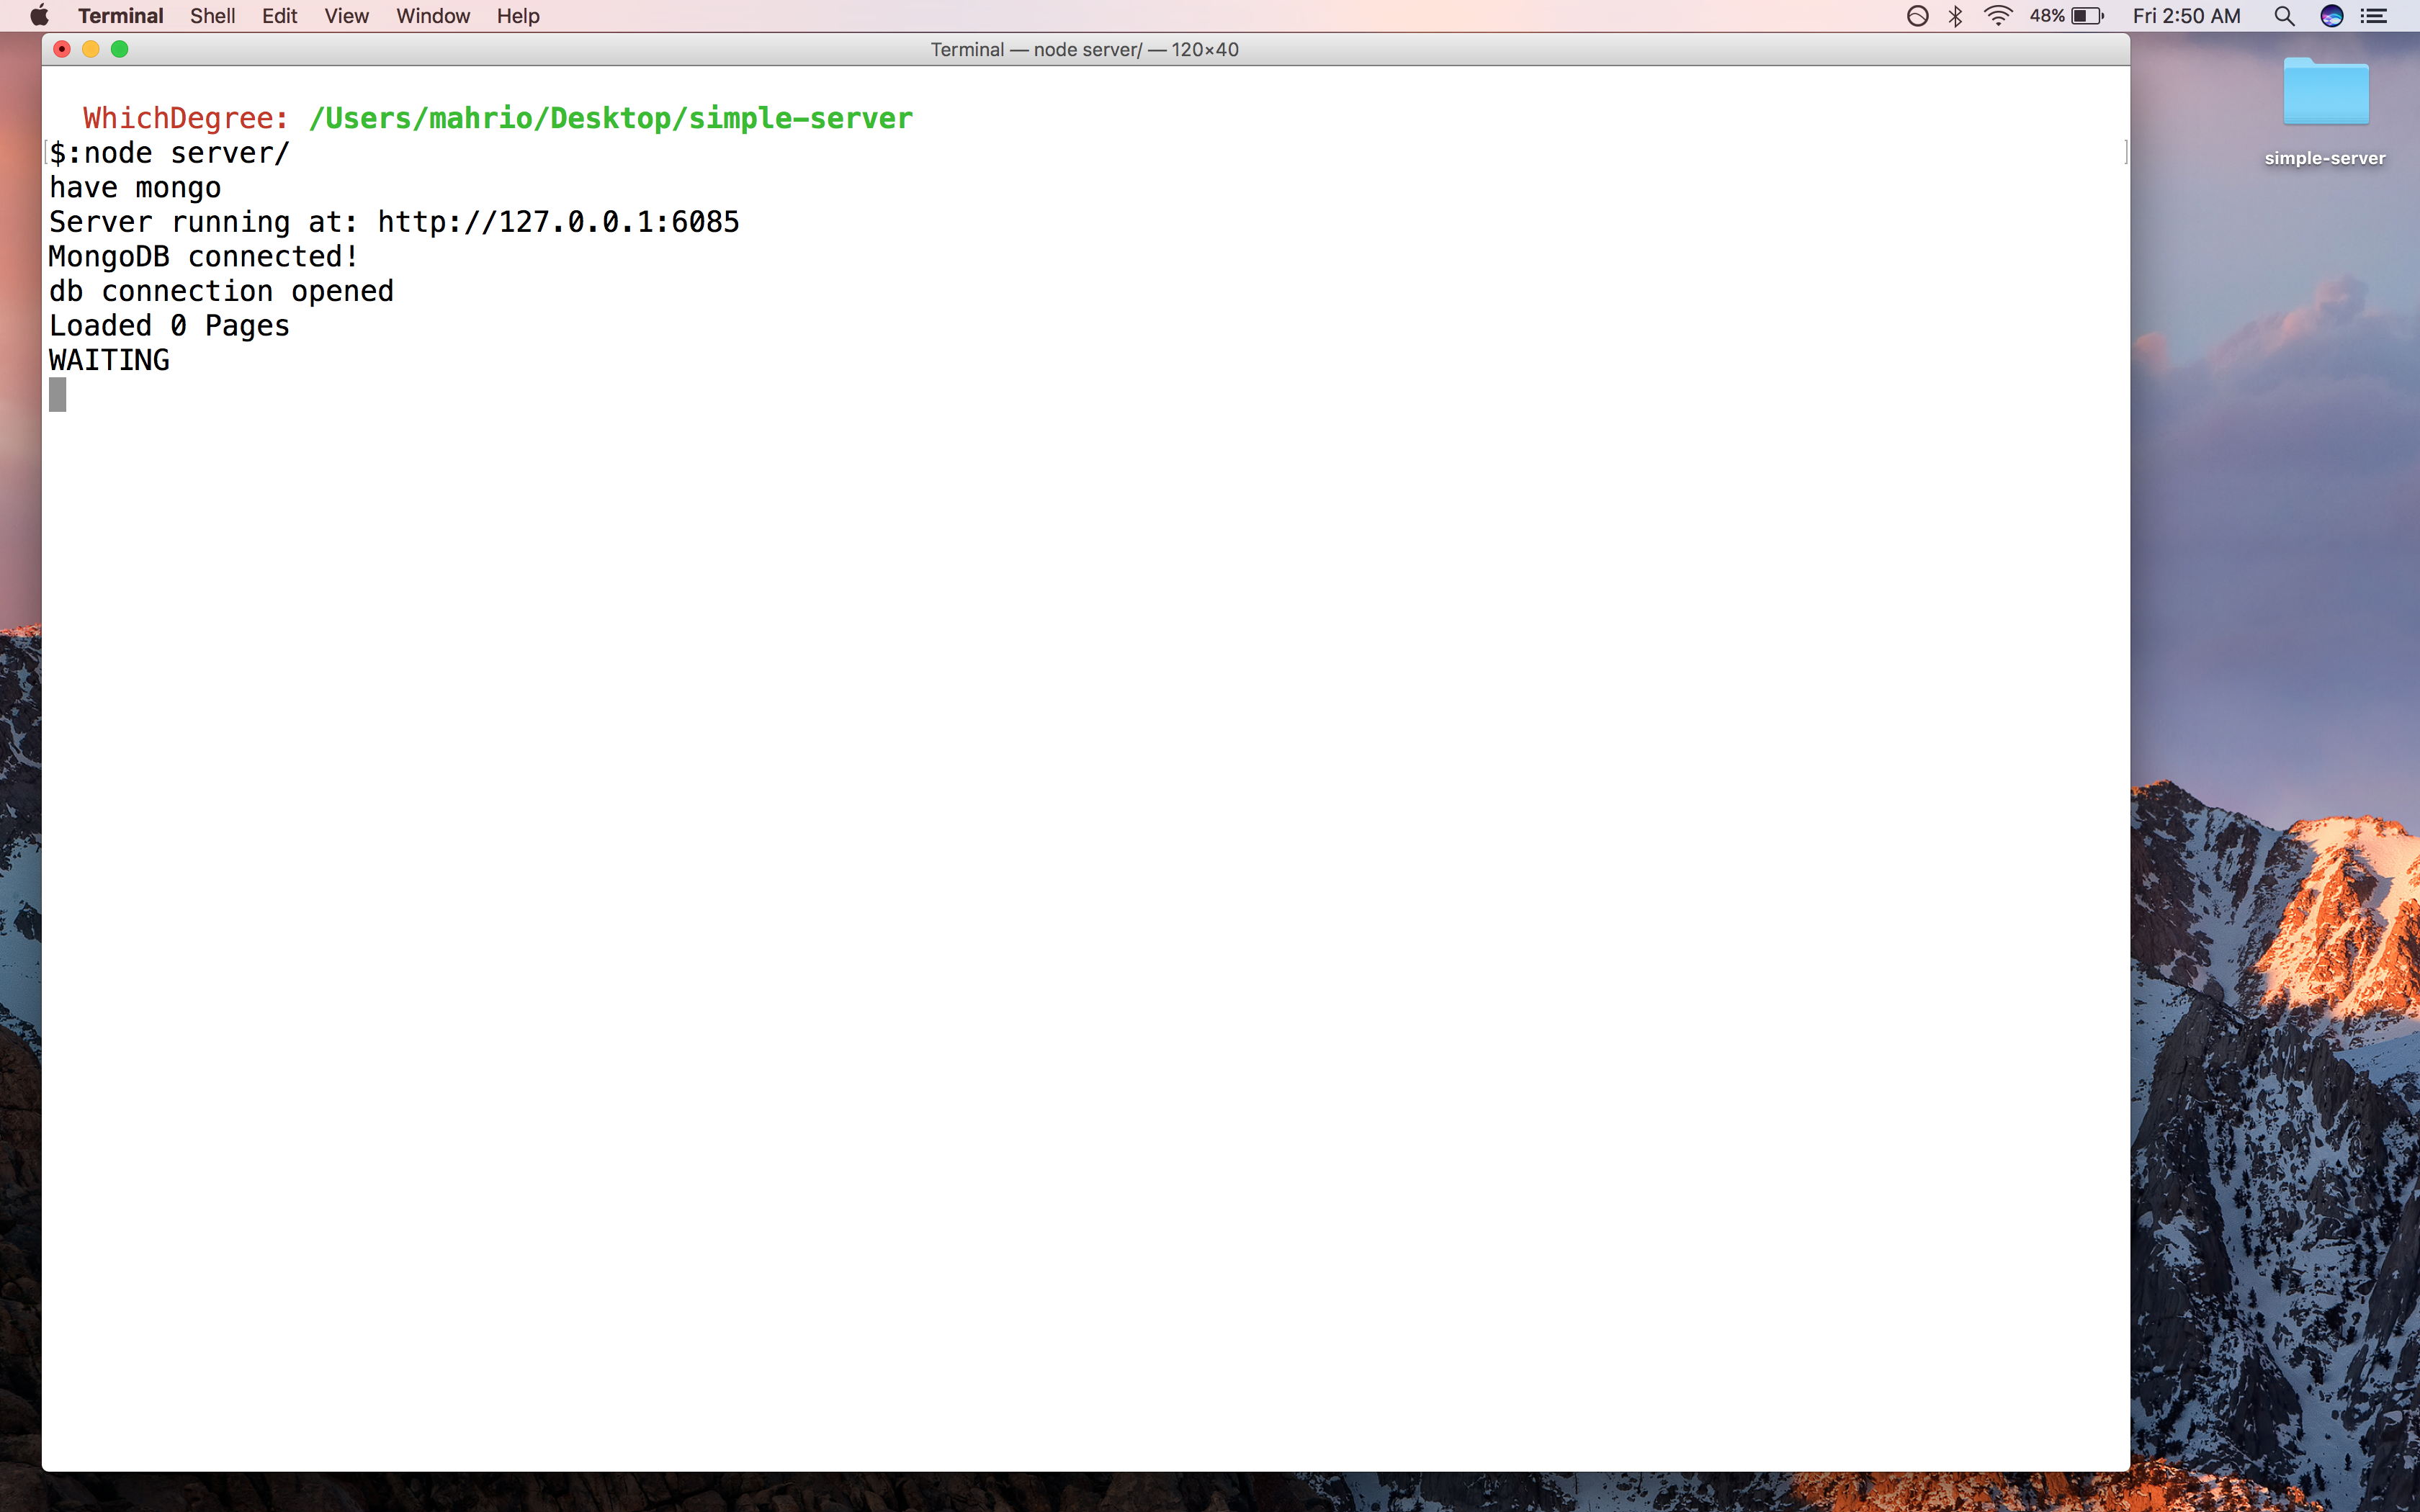 Terminal Shell Edit View Window Help 48% Fri 2:50 AM
Terminal — node server/ — 120×40
WhichDegree: /Users/mahrio/Desktop/simple-server
$:node server/
have mongo
Server running at: http://127.0.0.1:6085
MongoDB connected!
db connection opened
Loaded 0 Pages
WAITING
simple-server